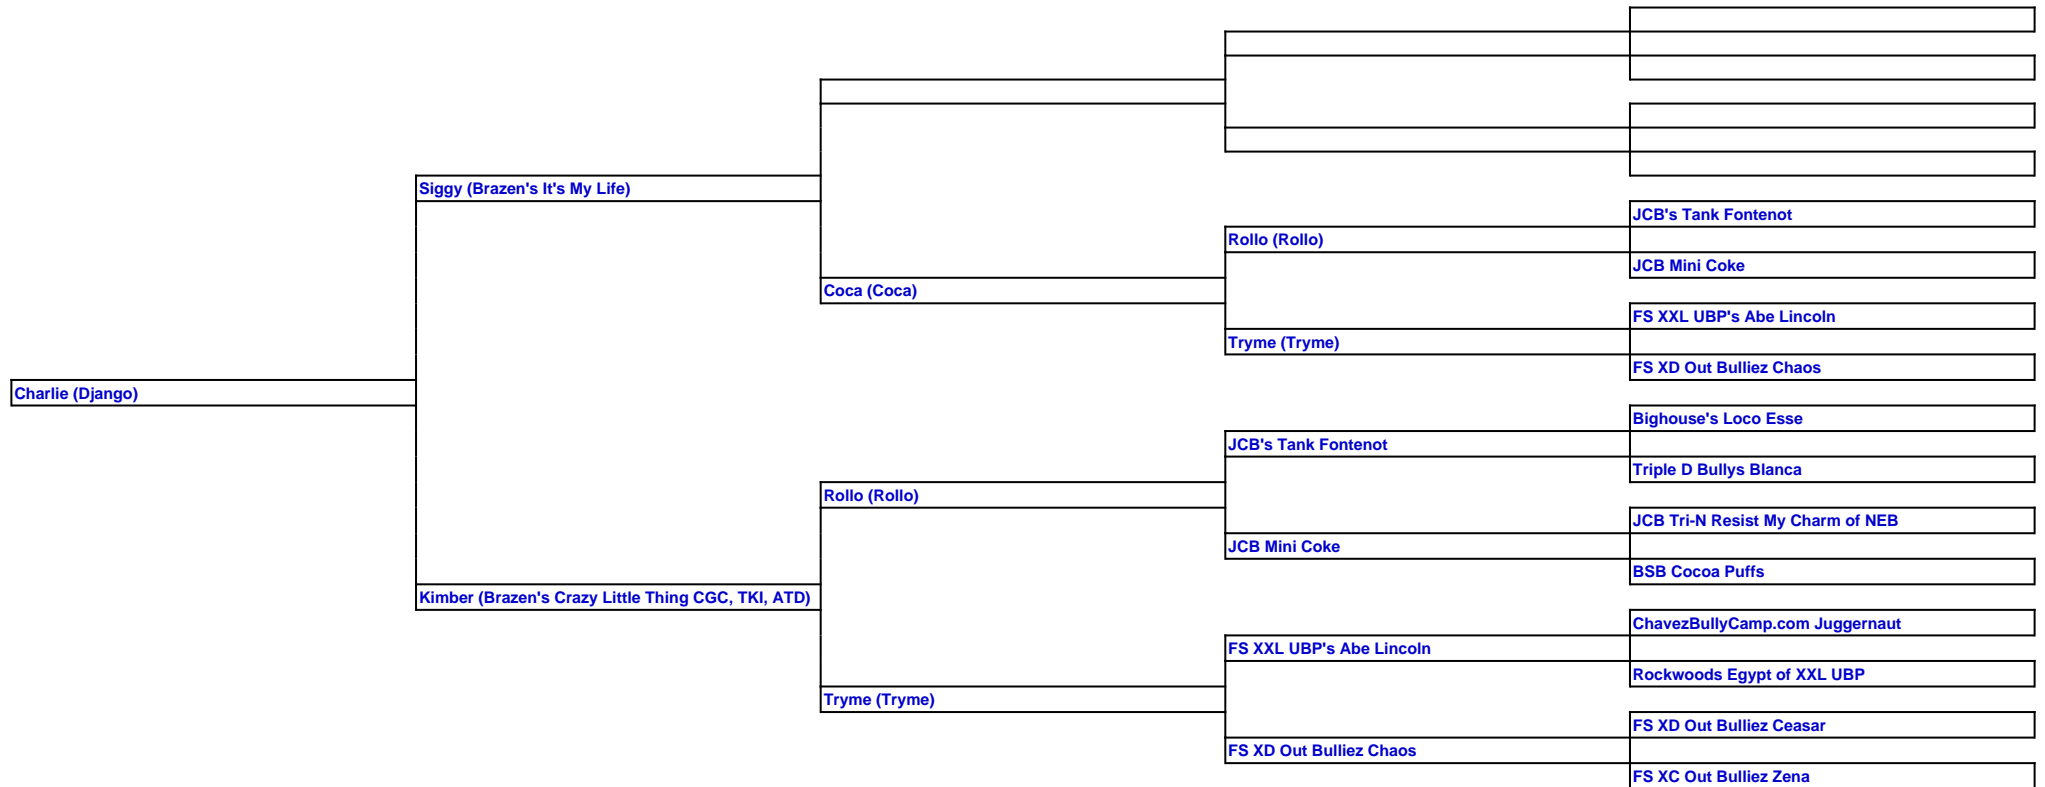 Siggy (Brazen's It's My Life)
JCB's Tank Fontenot
Rollo (Rollo)
JCB Mini Coke
Coca (Coca)
FS XXL UBP's Abe Lincoln
Tryme (Tryme)
FS XD Out Bulliez Chaos
Charlie (Django)
Bighouse's Loco Esse
JCB's Tank Fontenot
Triple D Bullys Blanca
Rollo (Rollo)
JCB Tri-N Resist My Charm of NEB
JCB Mini Coke
BSB Cocoa Puffs
Kimber (Brazen's Crazy Little Thing CGC, TKI, ATD)
ChavezBullyCamp.com Juggernaut
FS XXL UBP's Abe Lincoln
Rockwoods Egypt of XXL UBP
Tryme (Tryme)
FS XD Out Bulliez Ceasar
FS XD Out Bulliez Chaos
FS XC Out Bulliez Zena